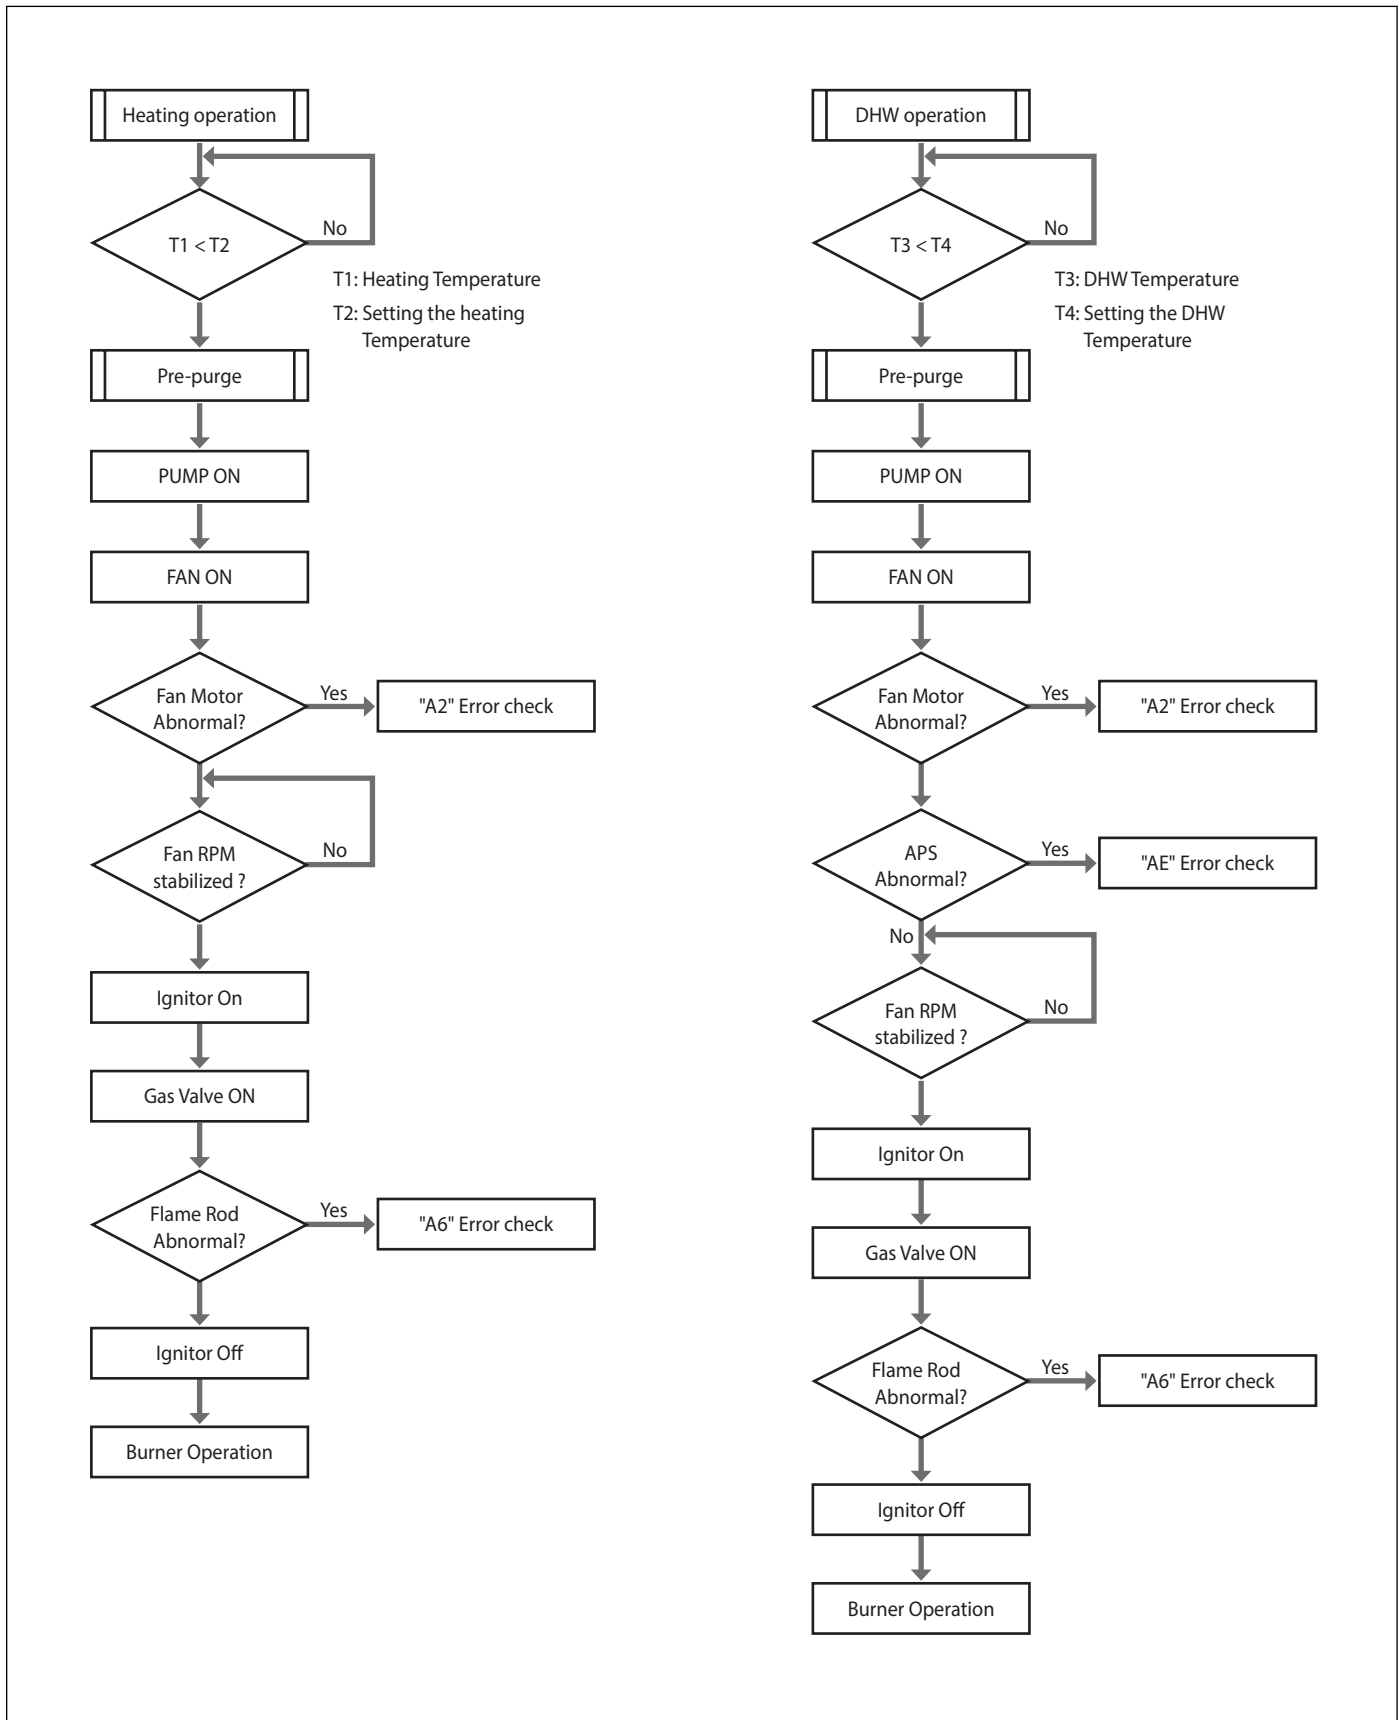 Heating operation
T1 < T2
No
T1: Heating Temperature
T2: Setting the heating
Temperature
Pre-purge
PUMP ON
FAN ON
Fan Motor
Abnormal?
Yes
"A2" Error check
Fan RPM
stabilized ?
No
Ignitor On
Gas Valve ON
Flame Rod
Abnormal?
Yes
"A6" Error check
Ignitor Off
Burner Operation
DHW operation
T3 < T4
No
T3: DHW Temperature
T4: Setting the DHW
Temperature
Pre-purge
PUMP ON
FAN ON
Fan Motor
Abnormal?
Yes
"A2" Error check
APS
Abnormal?
Yes
"AE" Error check
No
Fan RPM
stabilized ?
No
Ignitor On
Gas Valve ON
Flame Rod
Abnormal?
Yes
"A6" Error check
Ignitor Off
Burner Operation